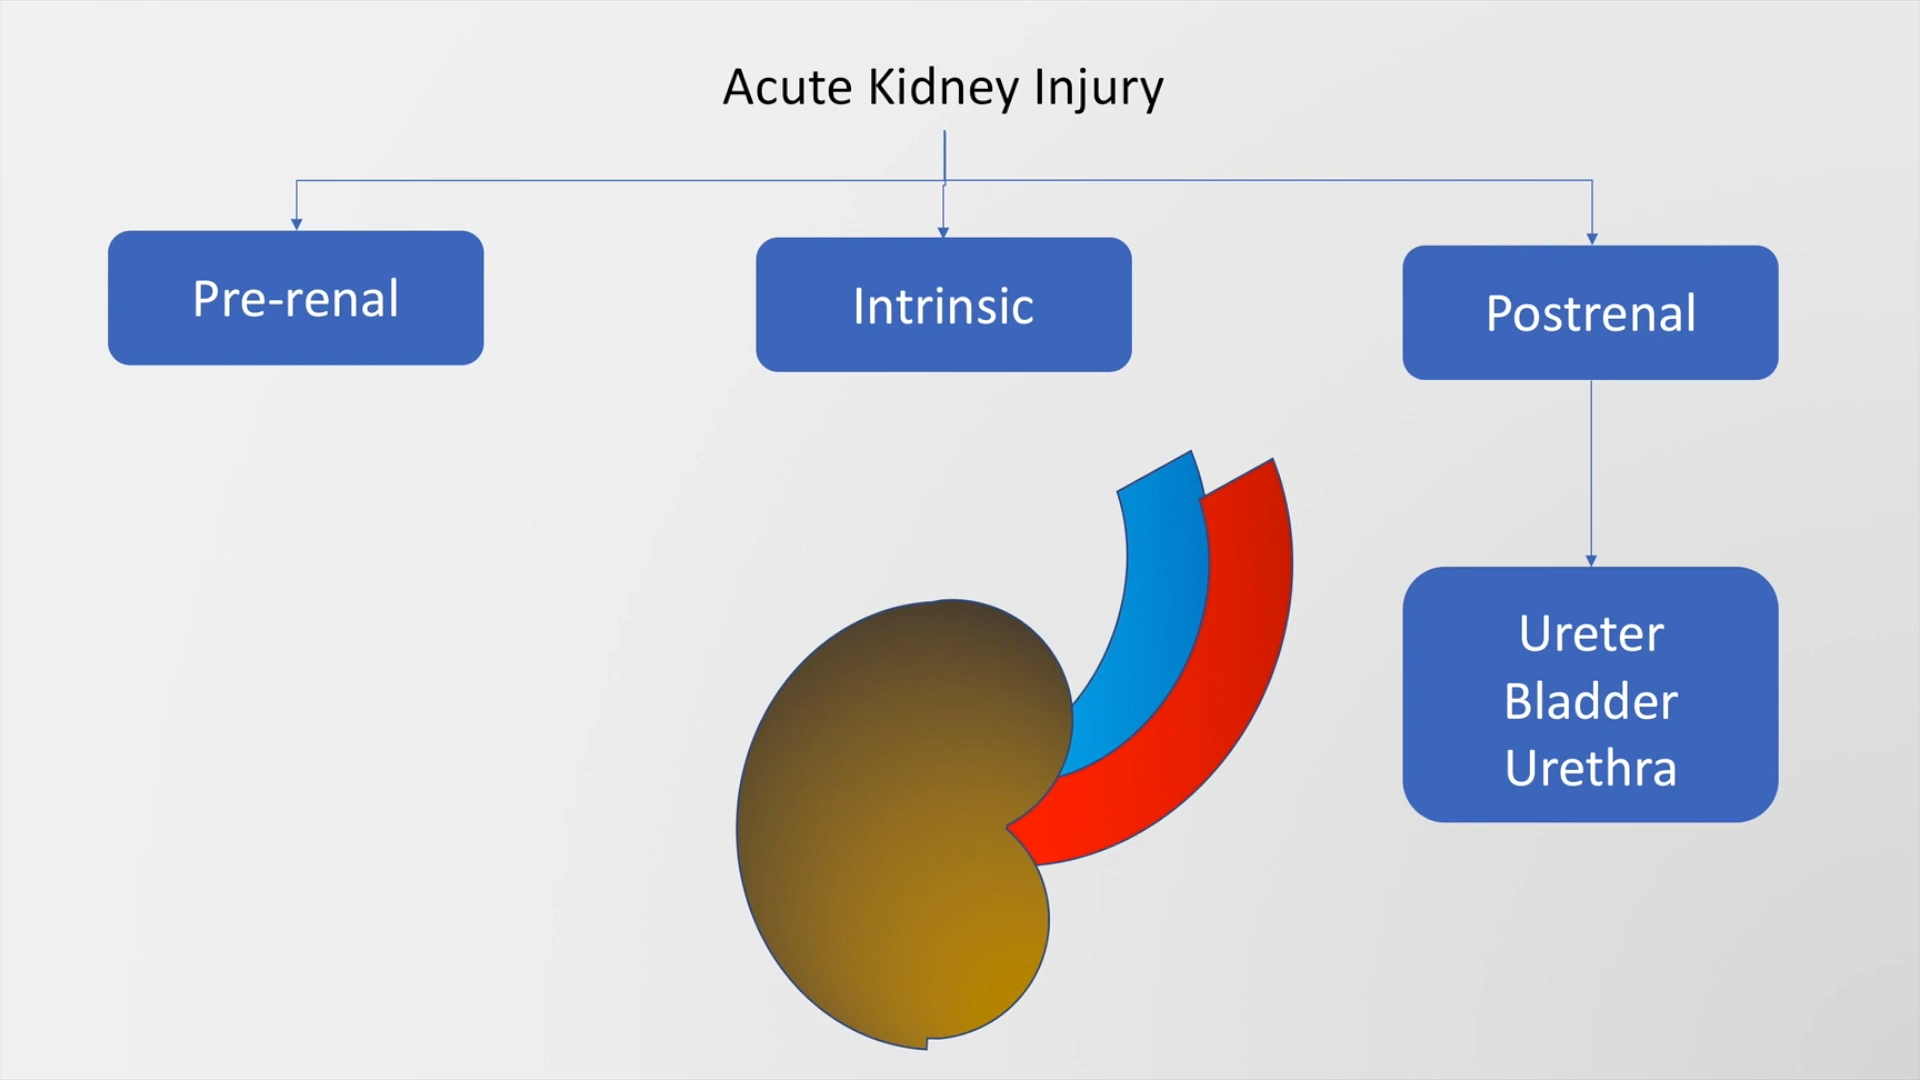 Acute Kidney Injury
Pre-renal
Intrinsic
Postrenal
Ureter
Bladder
Urethra